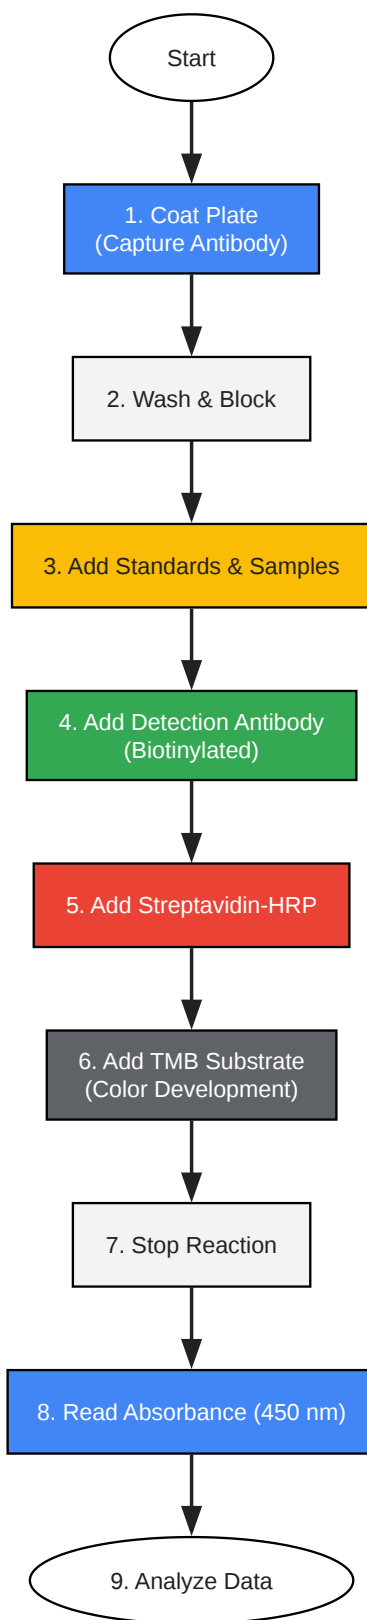 Start
1. Coat Plate
(Capture Antibody)
2. Wash & Block
3. Add Standards & Samples
4. Add Detection Antibody
(Biotinylated)
5. Add Streptavidin-HRP
6. Add TMB Substrate
(Color Development)
7. Stop Reaction
8. Read Absorbance (450 nm)
9. Analyze Data